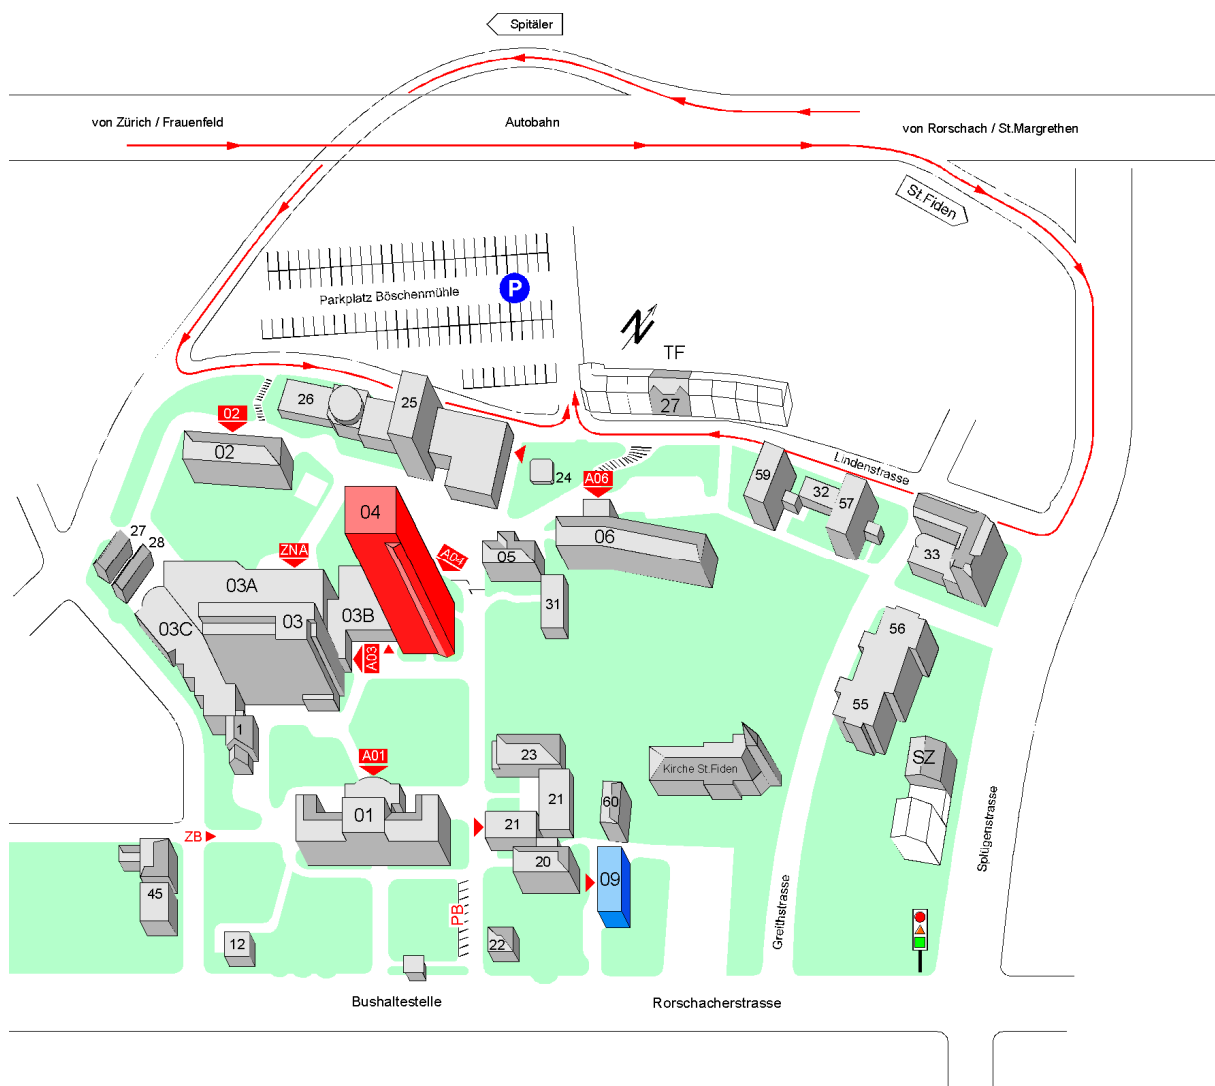 Spitäler
von Zürich / Frauenfeld
Autobahn
von Rorschach / St.Margrethen
St.Fiden
Parkplatz Böschenmühle
P
N
TF
27
26
25
02
02
24
A06
59
32
57
Lindenstrasse
04
06
33
27
28
ZNA
A04
05
03A
03B
31
03C
03
A03
56
55
1
A01
23
Kirche St.Fiden
SZ
21
60
01
21
ZB
20
09
45
PB
12
22
Greithstrasse
Splügenstrasse
Bushaltestelle
Rorschacherstrasse